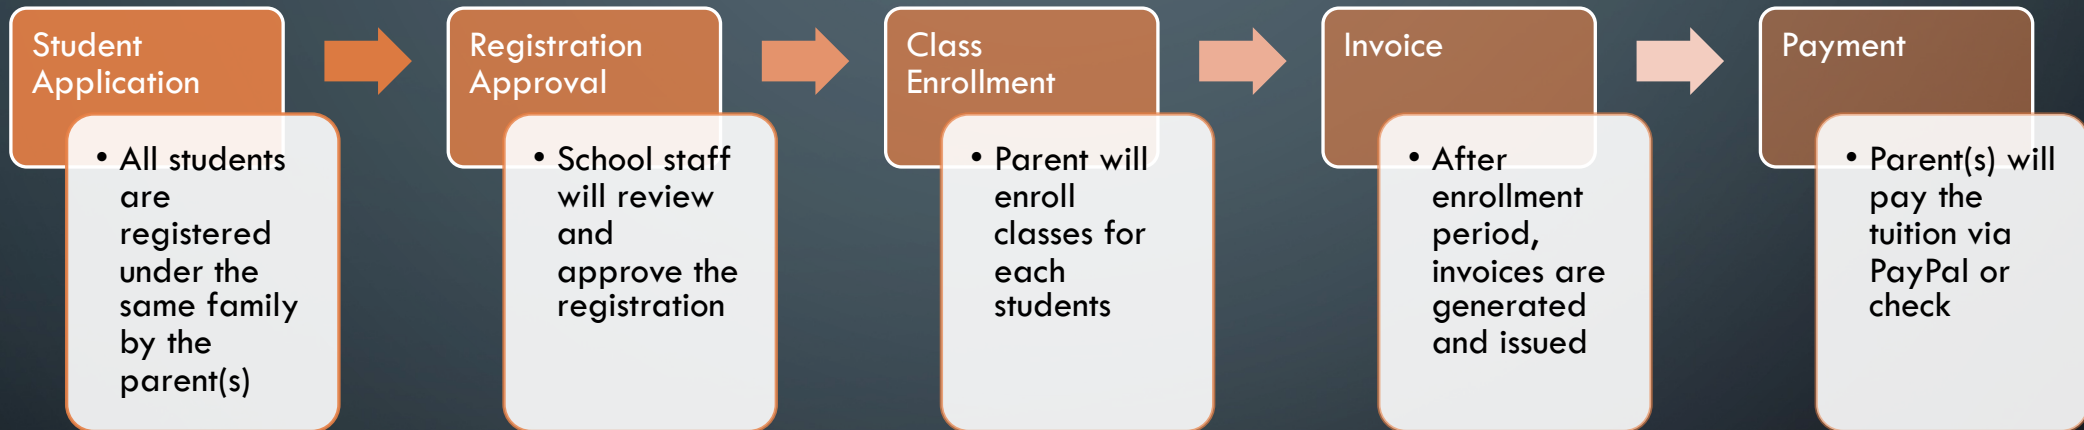 Student
Application
• All students
are
registered
under the
same family
by the
parent(s)
Registration
Approval
• School staff
will review
and
approve the
registration
Class
Enrollment
• Parent will
enroll
classes for
each
students
Invoice
• After
enrollment
period,
invoices are
generated
and issued
Payment
• Parent(s) will
pay the
tuition via
PayPal or
check